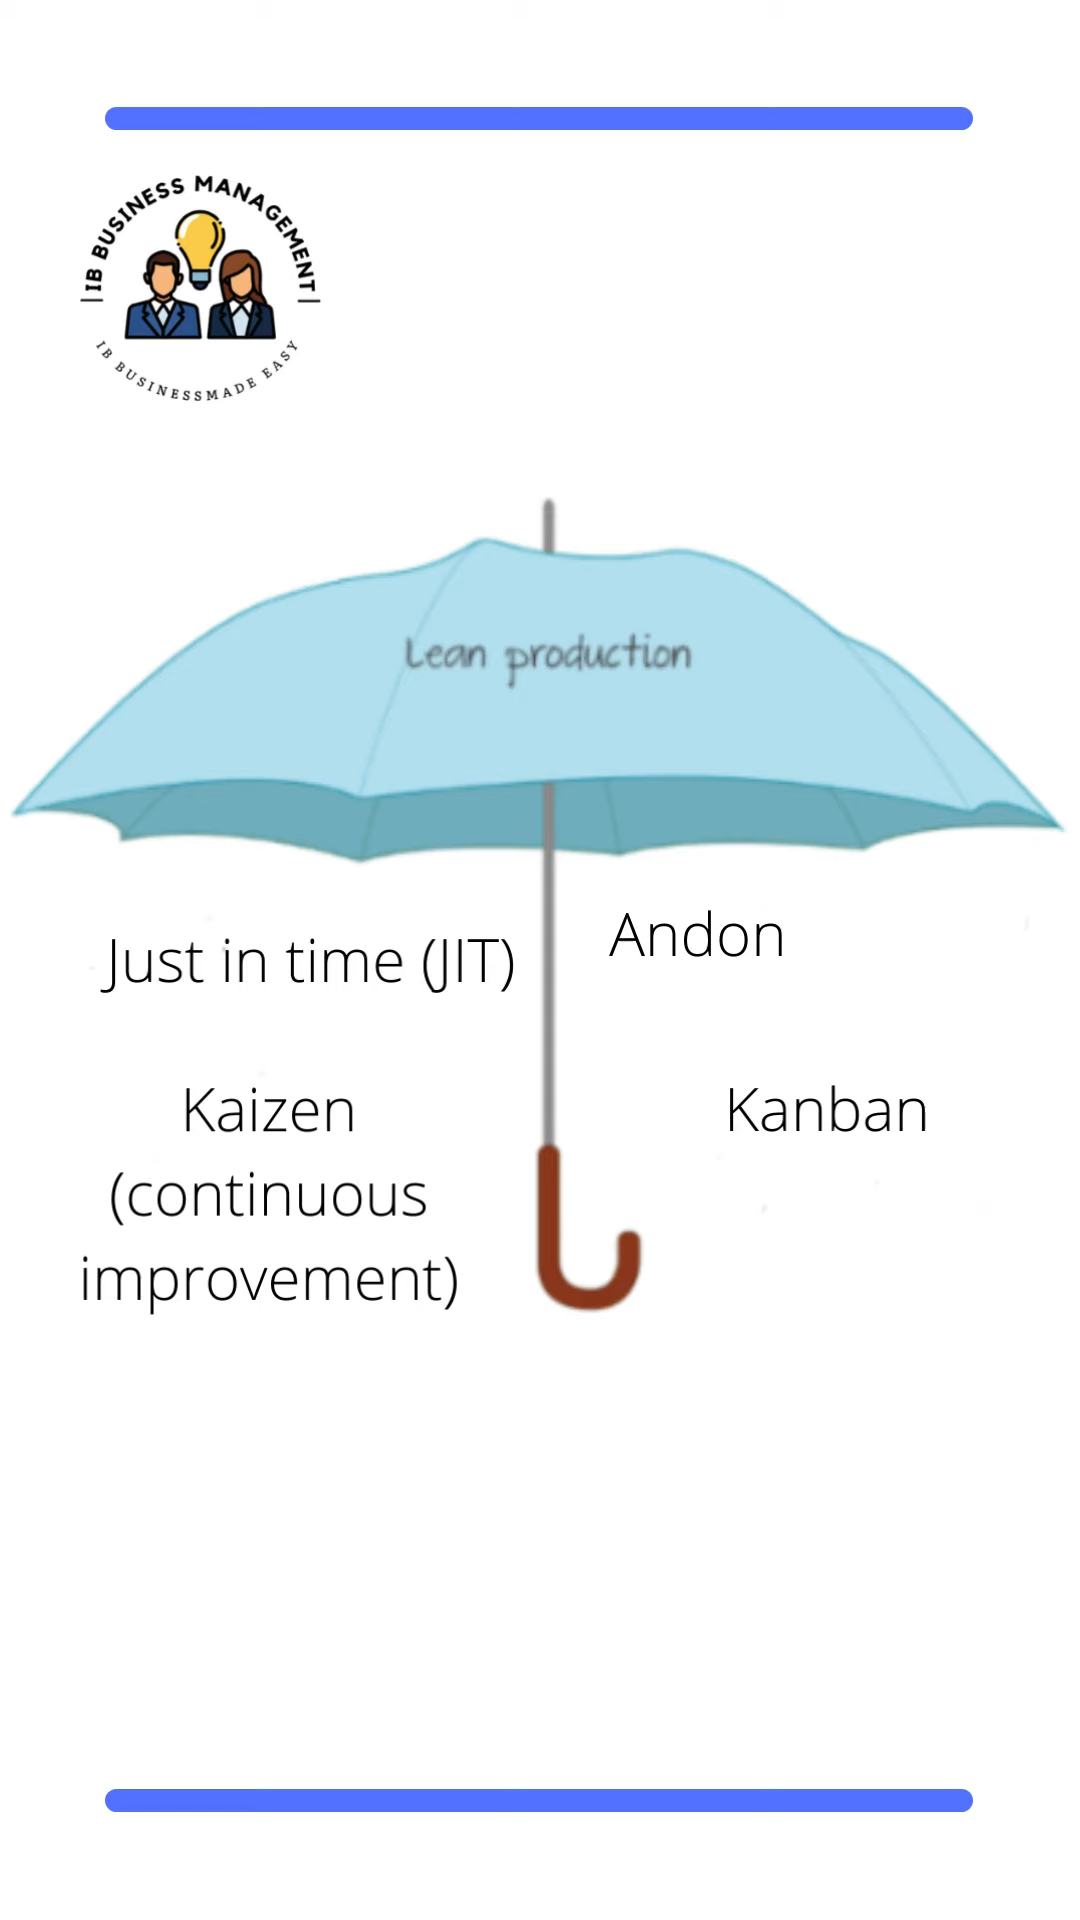 IB BUSINESS MANAGEMENT
IB BUSINESSMADE EASY
Lean production
Just in time (JIT)
Andon
Kaizen
(continuous
improvement)
Kanban